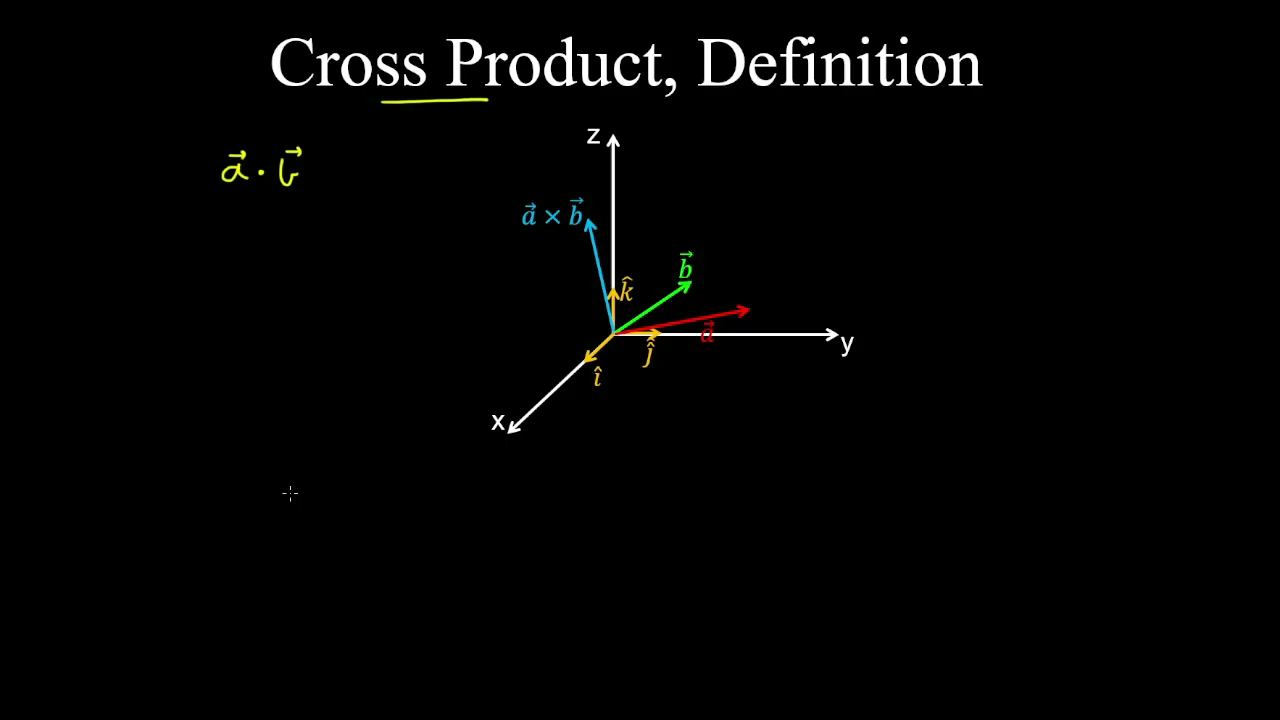 Cross Product, Definition
z
a⃗ · b⃗
a⃗ × b⃗
b⃗
k̂
a⃗
y
ĵ
î
x